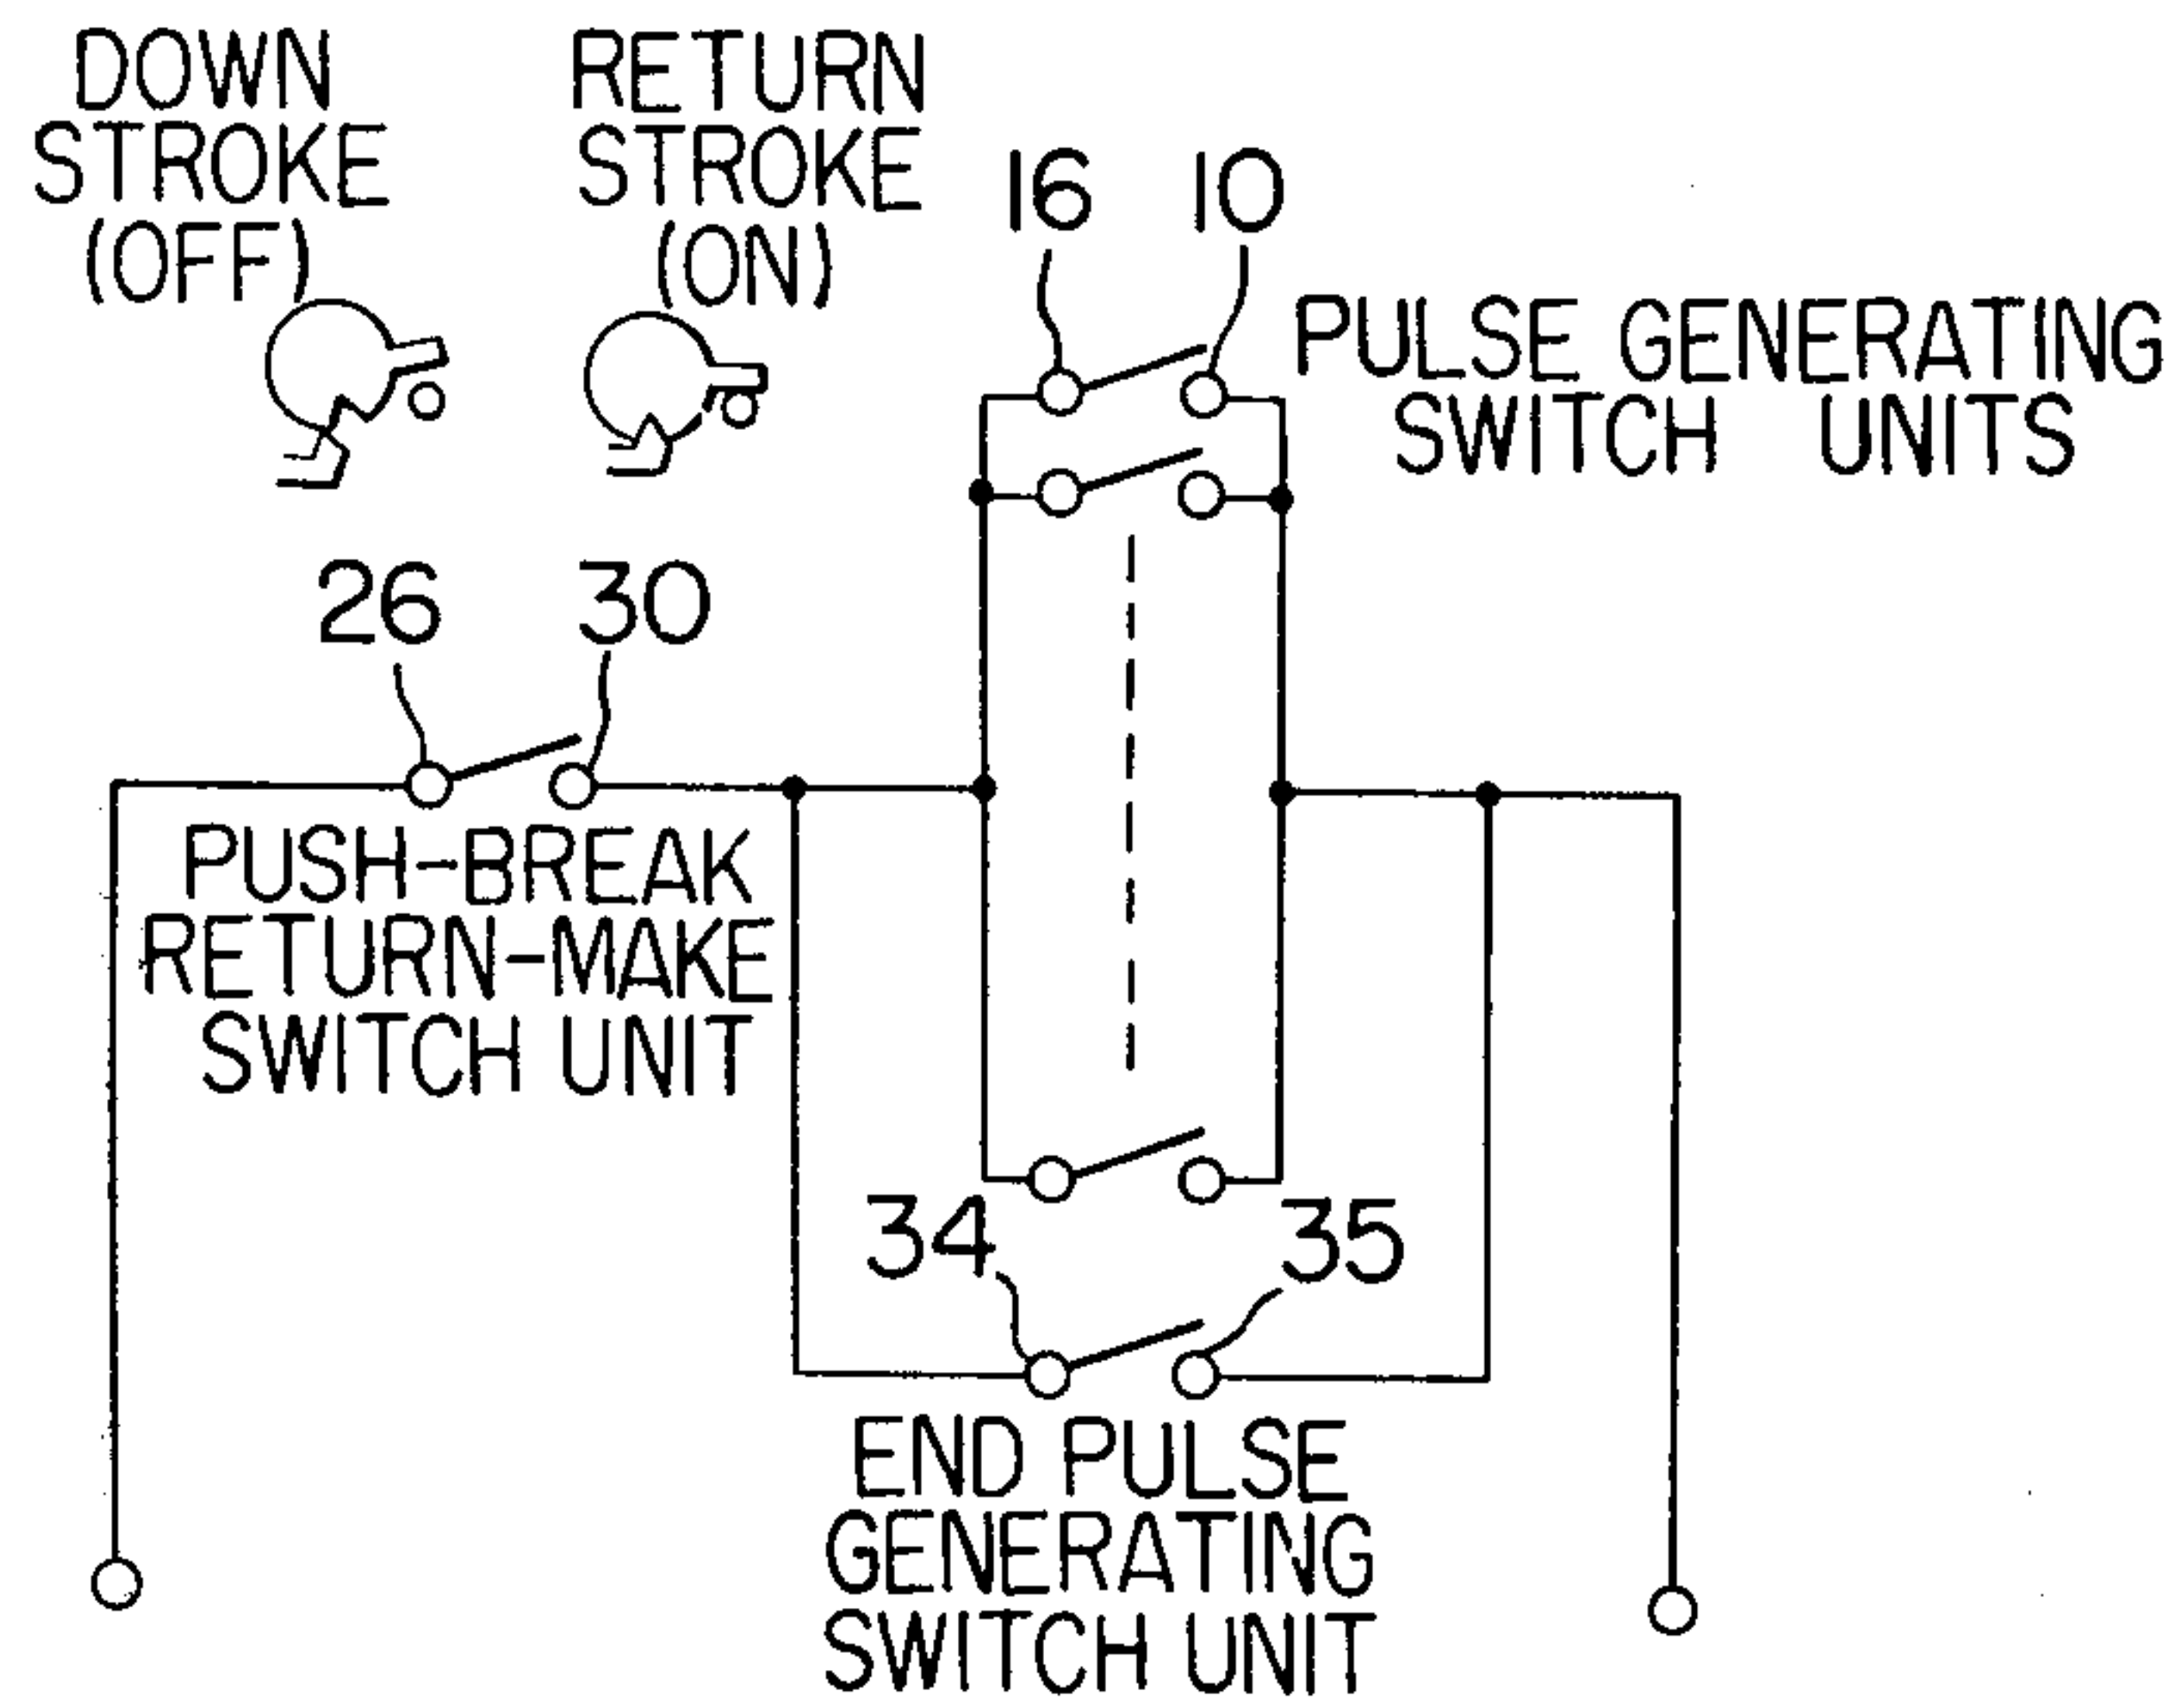 DOWN
STROKE
(OFF)
RETURN
STROKE
(ON)
16 10
PULSE GENERATING
SWITCH UNITS
26 30
PUSH-BREAK
RETURN-MAKE
SWITCH UNIT
34 35
END PULSE
GENERATING
SWITCH UNIT